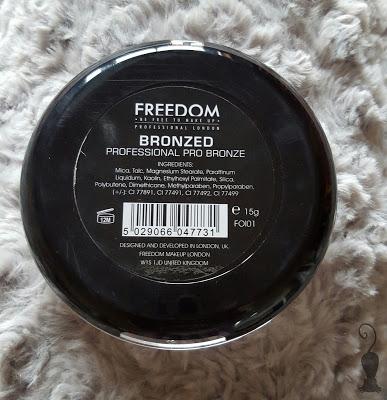 FREEDOM
• BE FREE TO MAKE UP •
PROFESSIONAL LONDON
BRONZED
PROFESSIONAL PRO BRONZE
INGREDIENTS:
Mica, Talc, Magnesium Stearate, Paraffinum
Liquidum, Kaolin, Ethylhexyl Palmitate, Silica,
Polybutene, Dimethicone, Methylparaben, Propylparaben,
(+/-): CI 77891, CI 77491, CI 77492, CI 77499
12M
5 029066 047731
e 15g
FOI01
DESIGNED AND DEVELOPED IN LONDON, UK.
FREEDOM MAKEUP LONDON
W1S 1JD UNITED KINGDOM